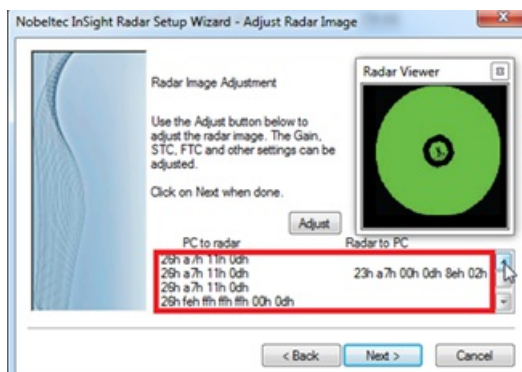 Nobeltec InSight Radar Setup Wizard - Adjust Radar Image
Radar Viewer
Radar Image Adjustment
Use the Adjust button below to
adjust the radar image. The Gain,
STC, FTC and other settings can be
adjusted.
Click on Next when done.
Adjust
PC to radar Radar to PC
26h a7h 11h 0dh
26h a7h 11h 0dh 23h a7h 00h 0dh 8eh 02h
26h a7h 11h 0dh
26h feh ffh ffh ffh 00h 0dh
< Back Next > Cancel